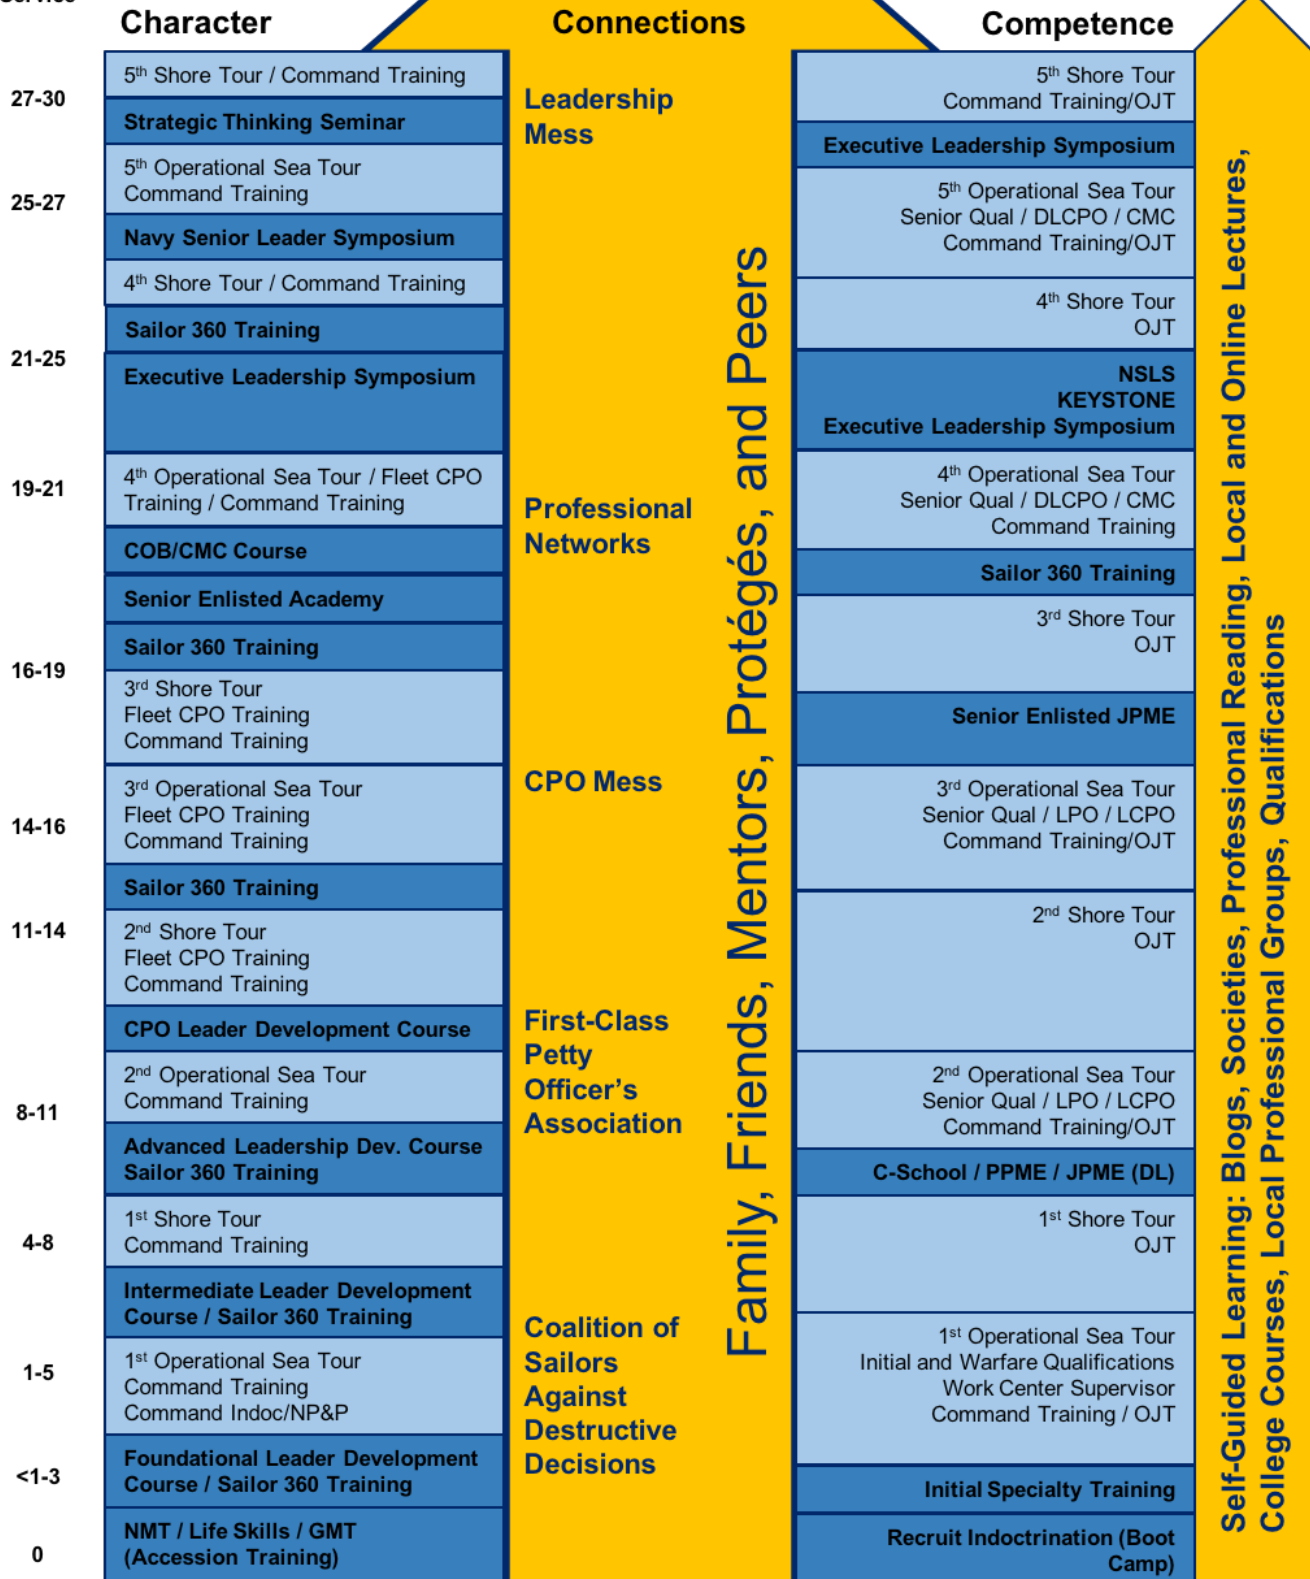 Service
Character
Connections
Competence
27-30
25-27
21-25
19-21
16-19
14-16
11-14
8-11
4-8
1-5
<1-3
0
5th Shore Tour / Command Training
Strategic Thinking Seminar
5th Operational Sea Tour
Command Training
Navy Senior Leader Symposium
4th Shore Tour / Command Training
Sailor 360 Training
Executive Leadership Symposium
4th Operational Sea Tour / Fleet CPO
Training / Command Training
COB/CMC Course
Senior Enlisted Academy
Sailor 360 Training
3rd Shore Tour
Fleet CPO Training
Command Training
3rd Operational Sea Tour
Fleet CPO Training
Command Training
Sailor 360 Training
2nd Shore Tour
Fleet CPO Training
Command Training
CPO Leader Development Course
2nd Operational Sea Tour
Command Training
Advanced Leadership Dev. Course
Sailor 360 Training
1st Shore Tour
Command Training
Intermediate Leader Development
Course / Sailor 360 Training
1st Operational Sea Tour
Command Training
Command Indoc/NP&P
Foundational Leader Development
Course / Sailor 360 Training
NMT / Life Skills / GMT
(Accession Training)
Leadership
Mess
Professional
Networks
CPO Mess
First-Class
Petty
Officer's
Association
Coalition of
Sailors
Against
Destructive
Decisions
Family, Friends, Mentors, Protégés, and Peers
5th Shore Tour
Command Training/OJT
Executive Leadership Symposium
5th Operational Sea Tour
Senior Qual / DLCPO / CMC
Command Training/OJT
4th Shore Tour
OJT
NSLS
KEYSTONE
Executive Leadership Symposium
4th Operational Sea Tour
Senior Qual / DLCPO / CMC
Command Training
Sailor 360 Training
3rd Shore Tour
OJT
Senior Enlisted JPME
3rd Operational Sea Tour
Senior Qual / LPO / LCPO
Command Training/OJT
2nd Shore Tour
OJT
2nd Operational Sea Tour
Senior Qual / LPO / LCPO
Command Training/OJT
C-School / PPME / JPME (DL)
1st Shore Tour
OJT
1st Operational Sea Tour
Initial and Warfare Qualifications
Work Center Supervisor
Command Training / OJT
Initial Specialty Training
Recruit Indoctrination (Boot
Camp)
Self-Guided Learning: Blogs, Societies, Professional Reading, Local and Online Lectures,
College Courses, Local Professional Groups, Qualifications